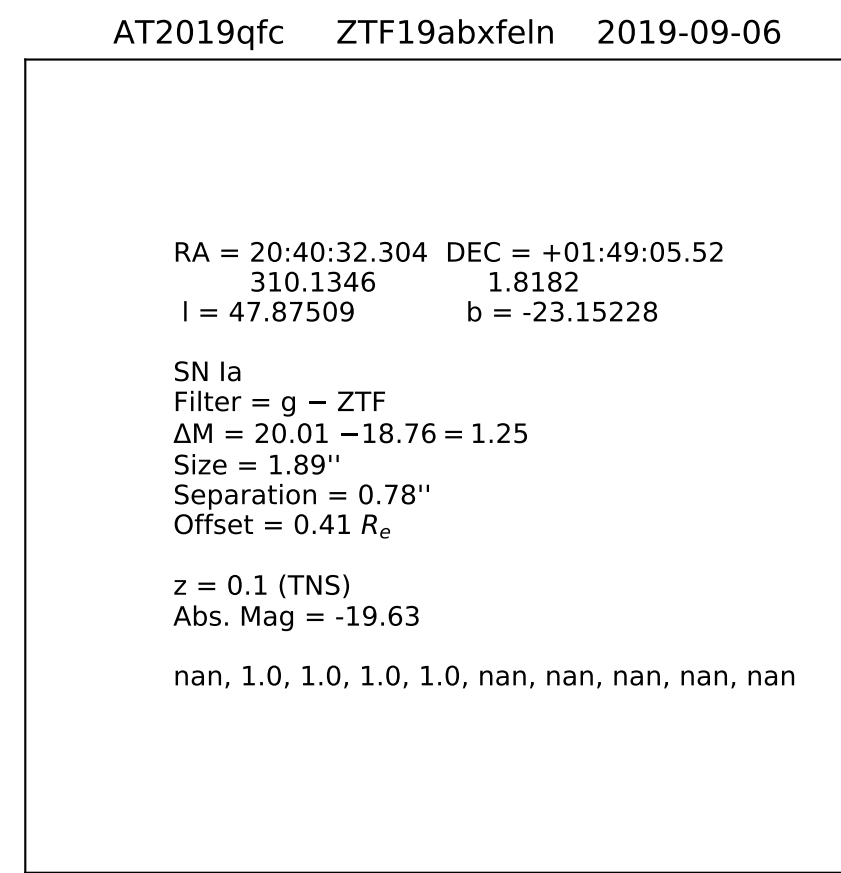 AT2019qfc ZTF19abxfeln 2019-09-06
RA = 20:40:32.304 DEC = +01:49:05.52
310.1346 1.8182
l = 47.87509 b = -23.15228
SN Ia
Filter = g − ZTF
ΔM = 20.01 −18.76 = 1.25
Size = 1.89''
Separation = 0.78''
Offset = 0.41 Rₑ
z = 0.1 (TNS)
Abs. Mag = -19.63
nan, 1.0, 1.0, 1.0, 1.0, nan, nan, nan, nan, nan